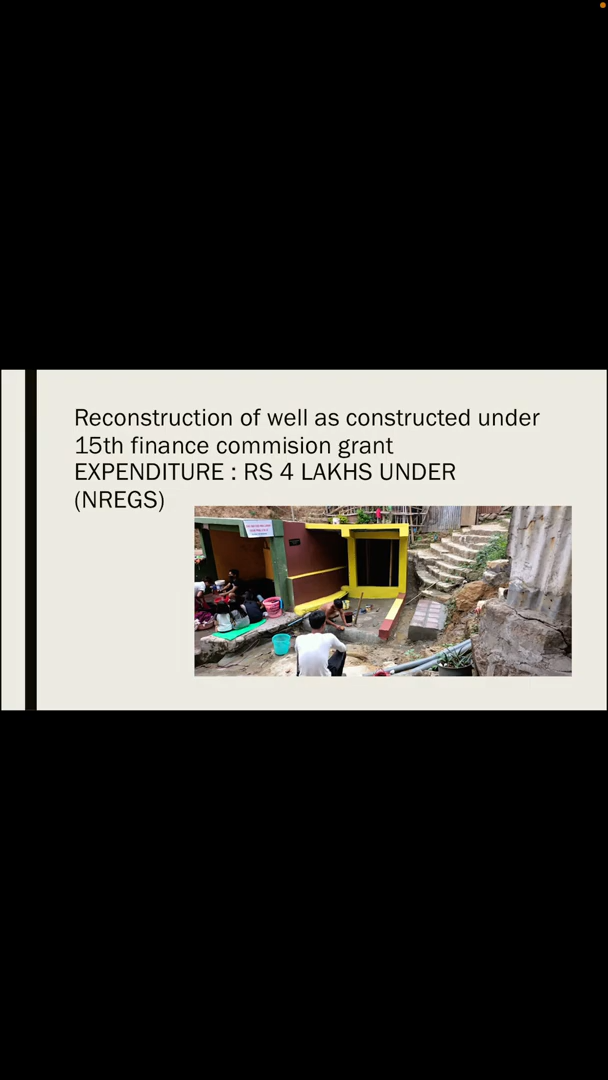 Reconstruction of well as constructed under
15th finance commision grant
EXPENDITURE : RS 4 LAKHS UNDER
(NREGS)